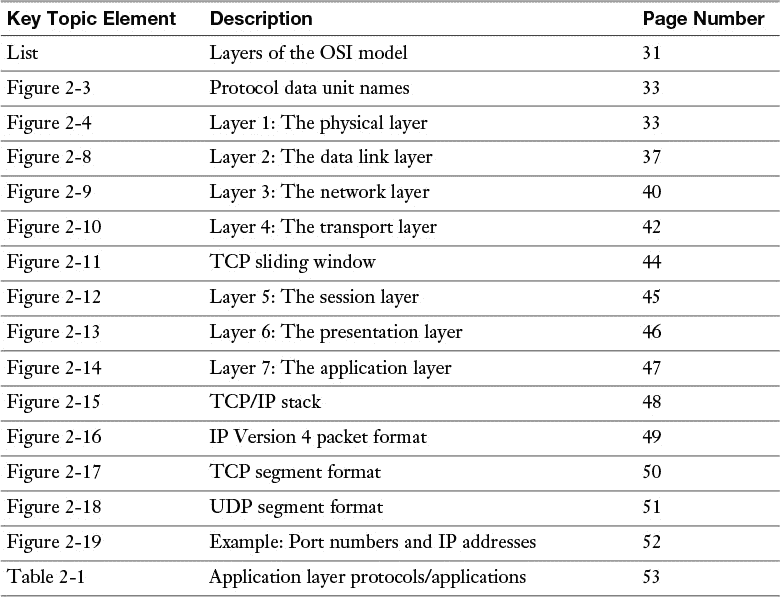 Key Topic Element Description Page Number
List Layers of the OSI model 31
Figure 2-3 Protocol data unit names 33
Figure 2-4 Layer 1: The physical layer 33
Figure 2-8 Layer 2: The data link layer 37
Figure 2-9 Layer 3: The network layer 40
Figure 2-10 Layer 4: The transport layer 42
Figure 2-11 TCP sliding window 44
Figure 2-12 Layer 5: The session layer 45
Figure 2-13 Layer 6: The presentation layer 46
Figure 2-14 Layer 7: The application layer 47
Figure 2-15 TCP/IP stack 48
Figure 2-16 IP Version 4 packet format 49
Figure 2-17 TCP segment format 50
Figure 2-18 UDP segment format 51
Figure 2-19 Example: Port numbers and IP addresses 52
Table 2-1 Application layer protocols/applications 53